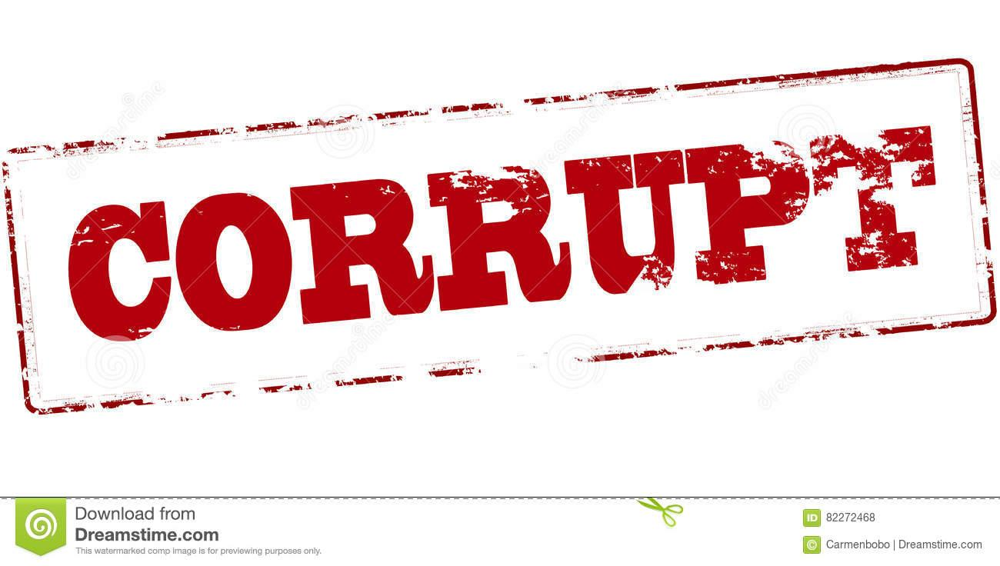 CORRUPT
Download from
Dreamstime.com
This watermarked comp image is for previewing purposes only.
ID 82272468
© Carmenbobo | Dreamstime.com